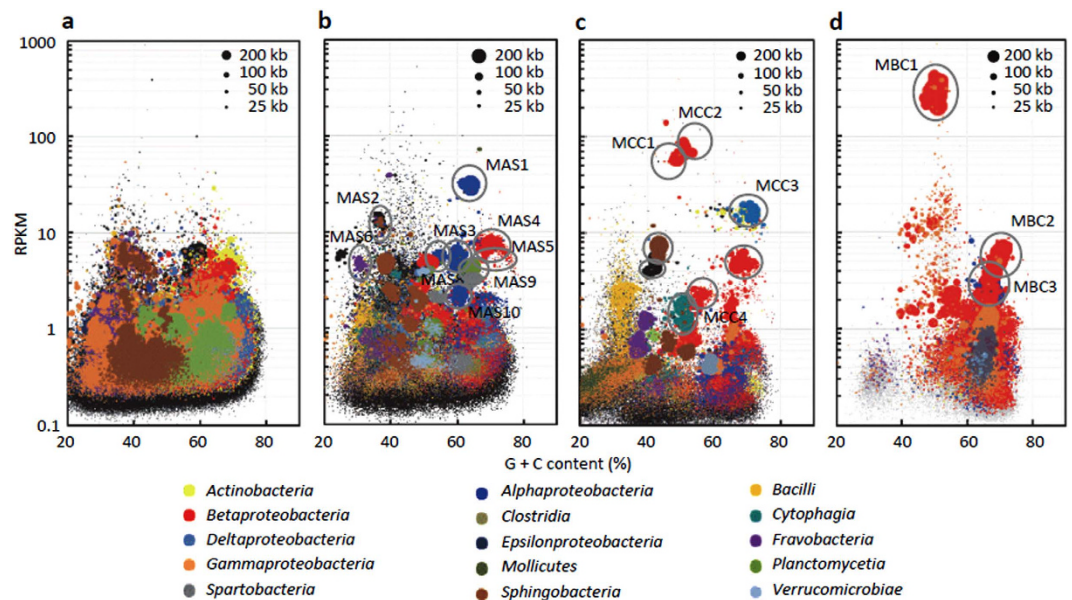 a
b
c
d
1000
100
10
1
0.1
RPKM
200 kb
100 kb
50 kb
25 kb
20 40 60 80
200 kb
100 kb
50 kb
25 kb
MAS1
MAS2
MAS3
MAS4
MAS6
MAS5
MAS
MAS9
MAS10
20 40 60 80
200 kb
100 kb
50 kb
25 kb
MCC2
MCC1
MCC3
MCC4
20 40 60 80
200 kb
100 kb
50 kb
25 kb
MBC1
MBC2
MBC3
20 40 60 80
G + C content (%)
Actinobacteria
Betaproteobacteria
Deltaproteobacteria
Gammaproteobacteria
Spartobacteria
Alphaproteobacteria
Clostridia
Epsilonproteobacteria
Mollicutes
Sphingobacteria
Bacilli
Cytophagia
Fravobacteria
Planctomycetia
Verrucomicrobiae